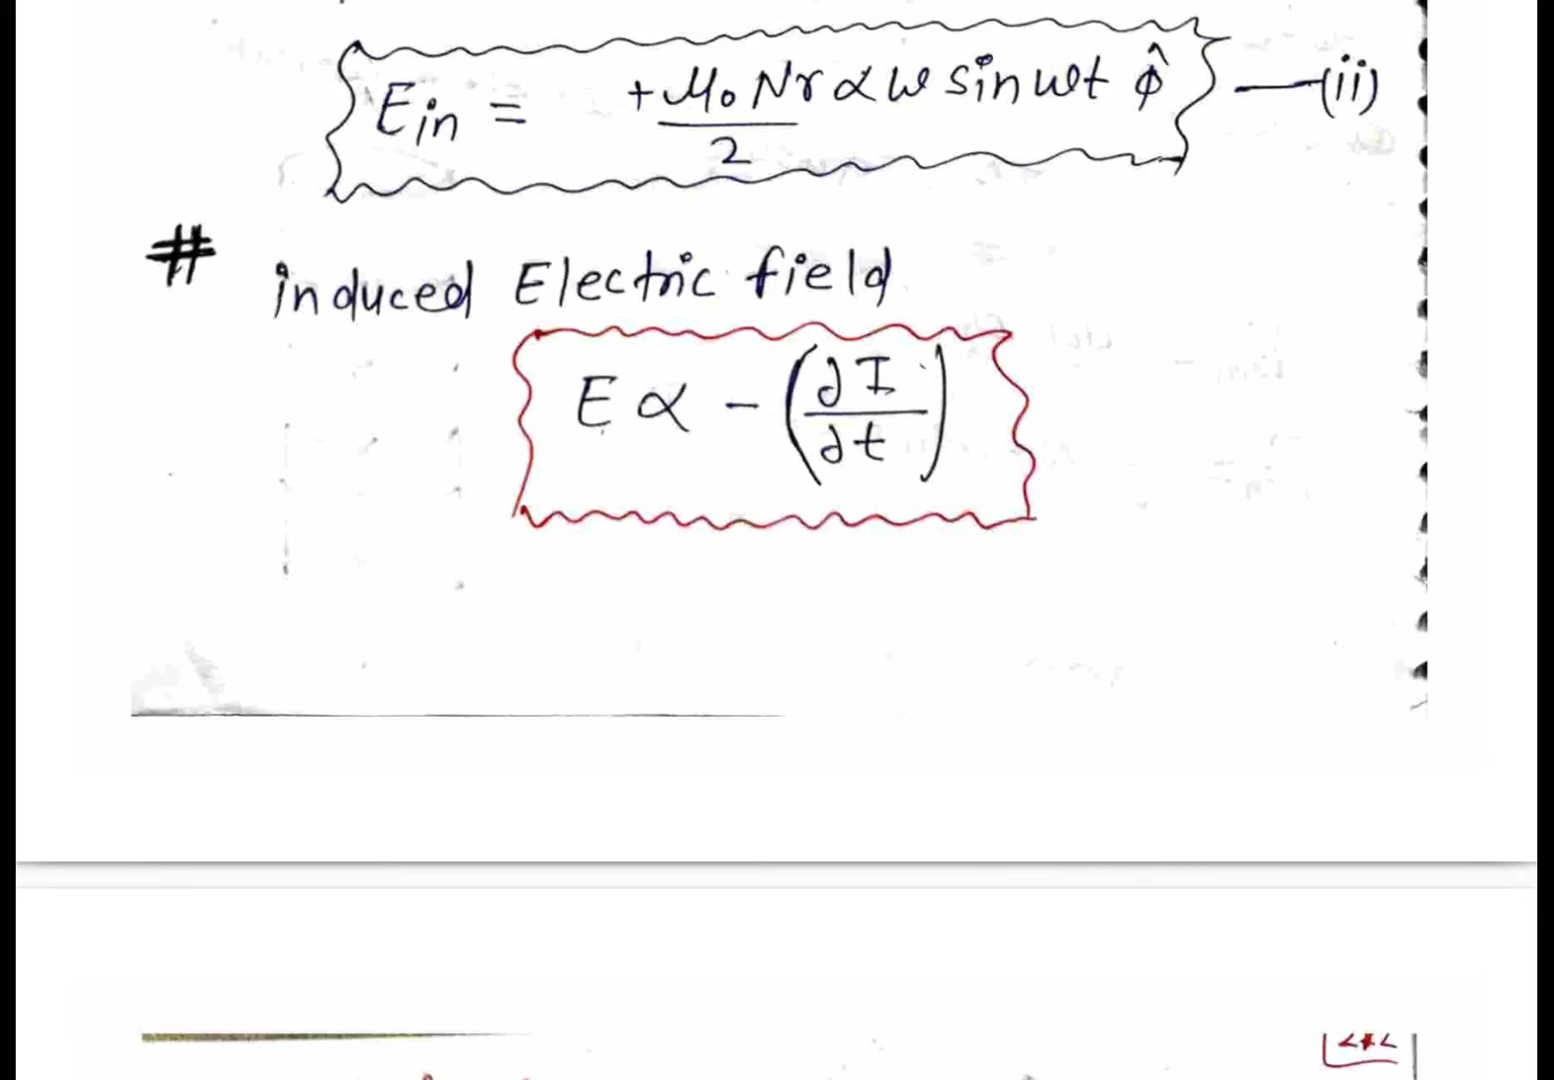 Ein = +μ₀Nrαω sinωt φ̂ —(ii)
2
#
induced Electric field
E α - (∂I
∂t)